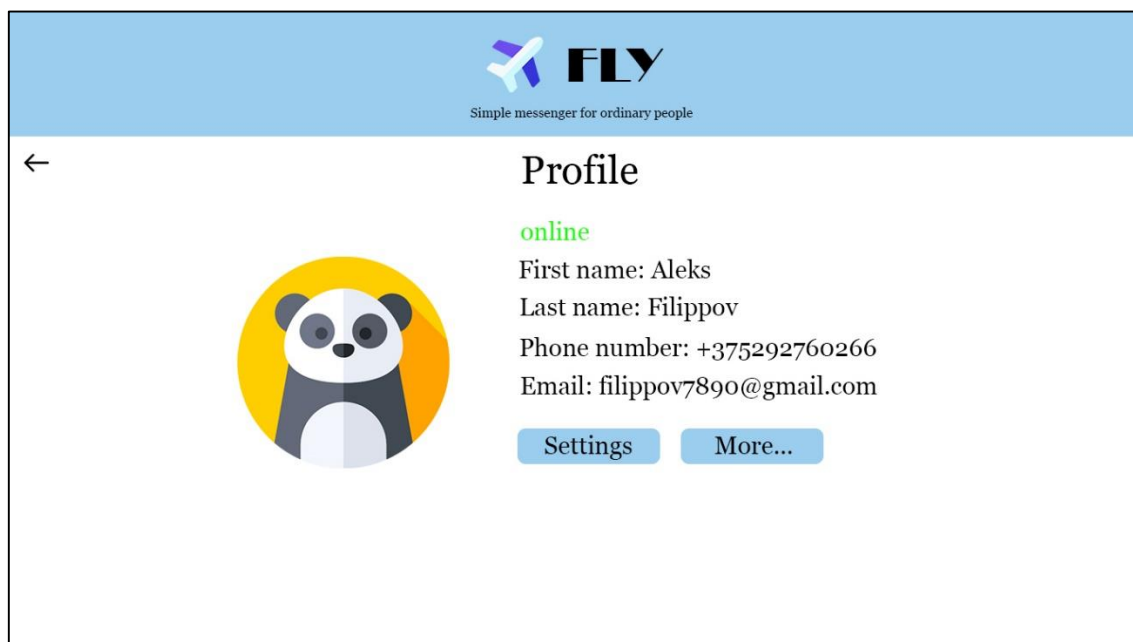 FLY
Simple messenger for ordinary people
Profile
online
First name: Aleks
Last name: Filippov
Phone number: +375292760266
Email: filippov7890@gmail.com
Settings More...